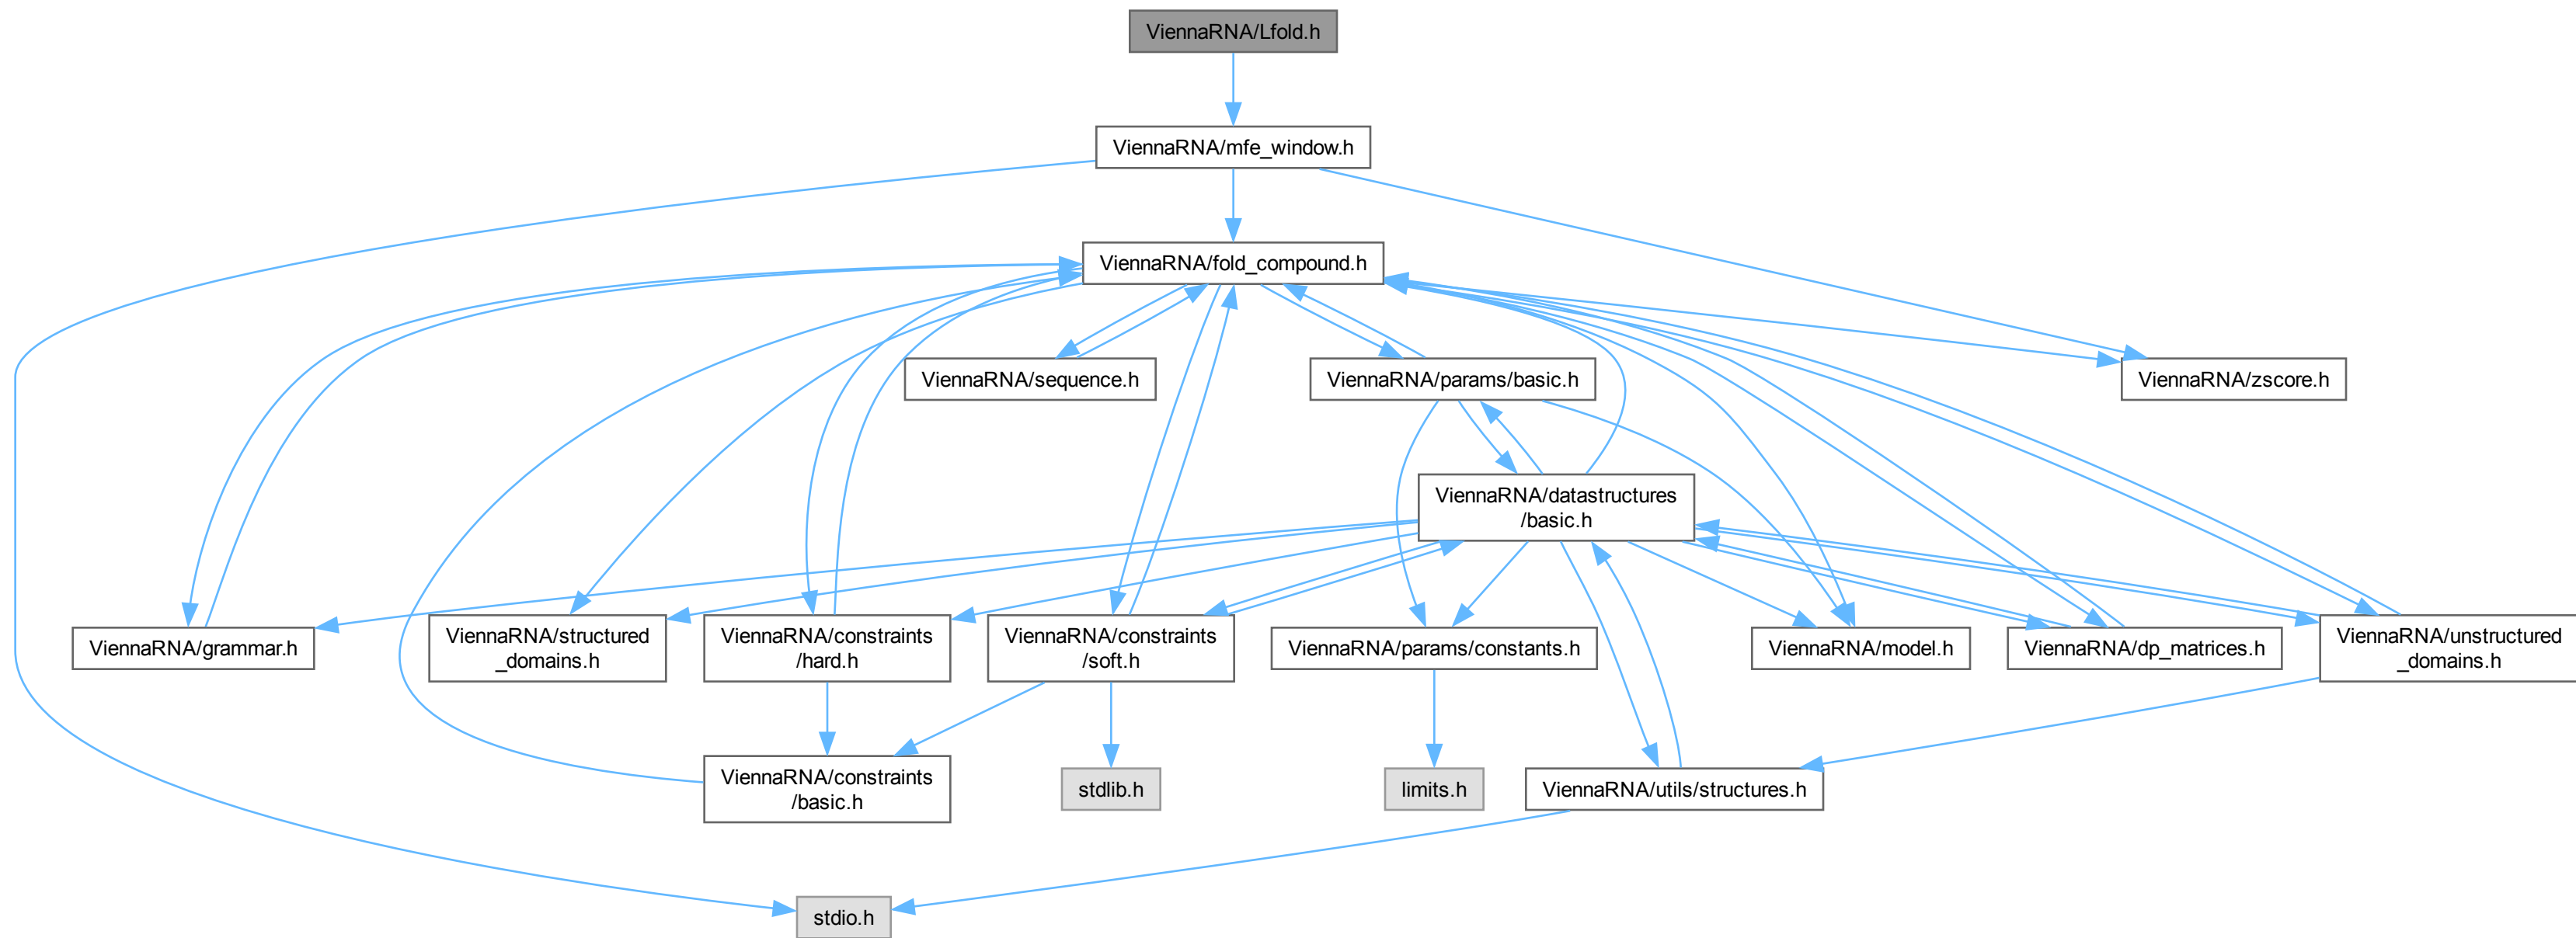 ViennaRNA/Lfold.h
ViennaRNA/mfe_window.h
ViennaRNA/fold_compound.h
ViennaRNA/sequence.h
ViennaRNA/params/basic.h
ViennaRNA/zscore.h
ViennaRNA/datastructures
/basic.h
ViennaRNA/grammar.h
ViennaRNA/structured
_domains.h
ViennaRNA/constraints
/hard.h
ViennaRNA/constraints
/soft.h
ViennaRNA/params/constants.h
ViennaRNA/model.h
ViennaRNA/dp_matrices.h
ViennaRNA/unstructured
_domains.h
ViennaRNA/constraints
/basic.h
stdlib.h
limits.h
ViennaRNA/utils/structures.h
stdio.h